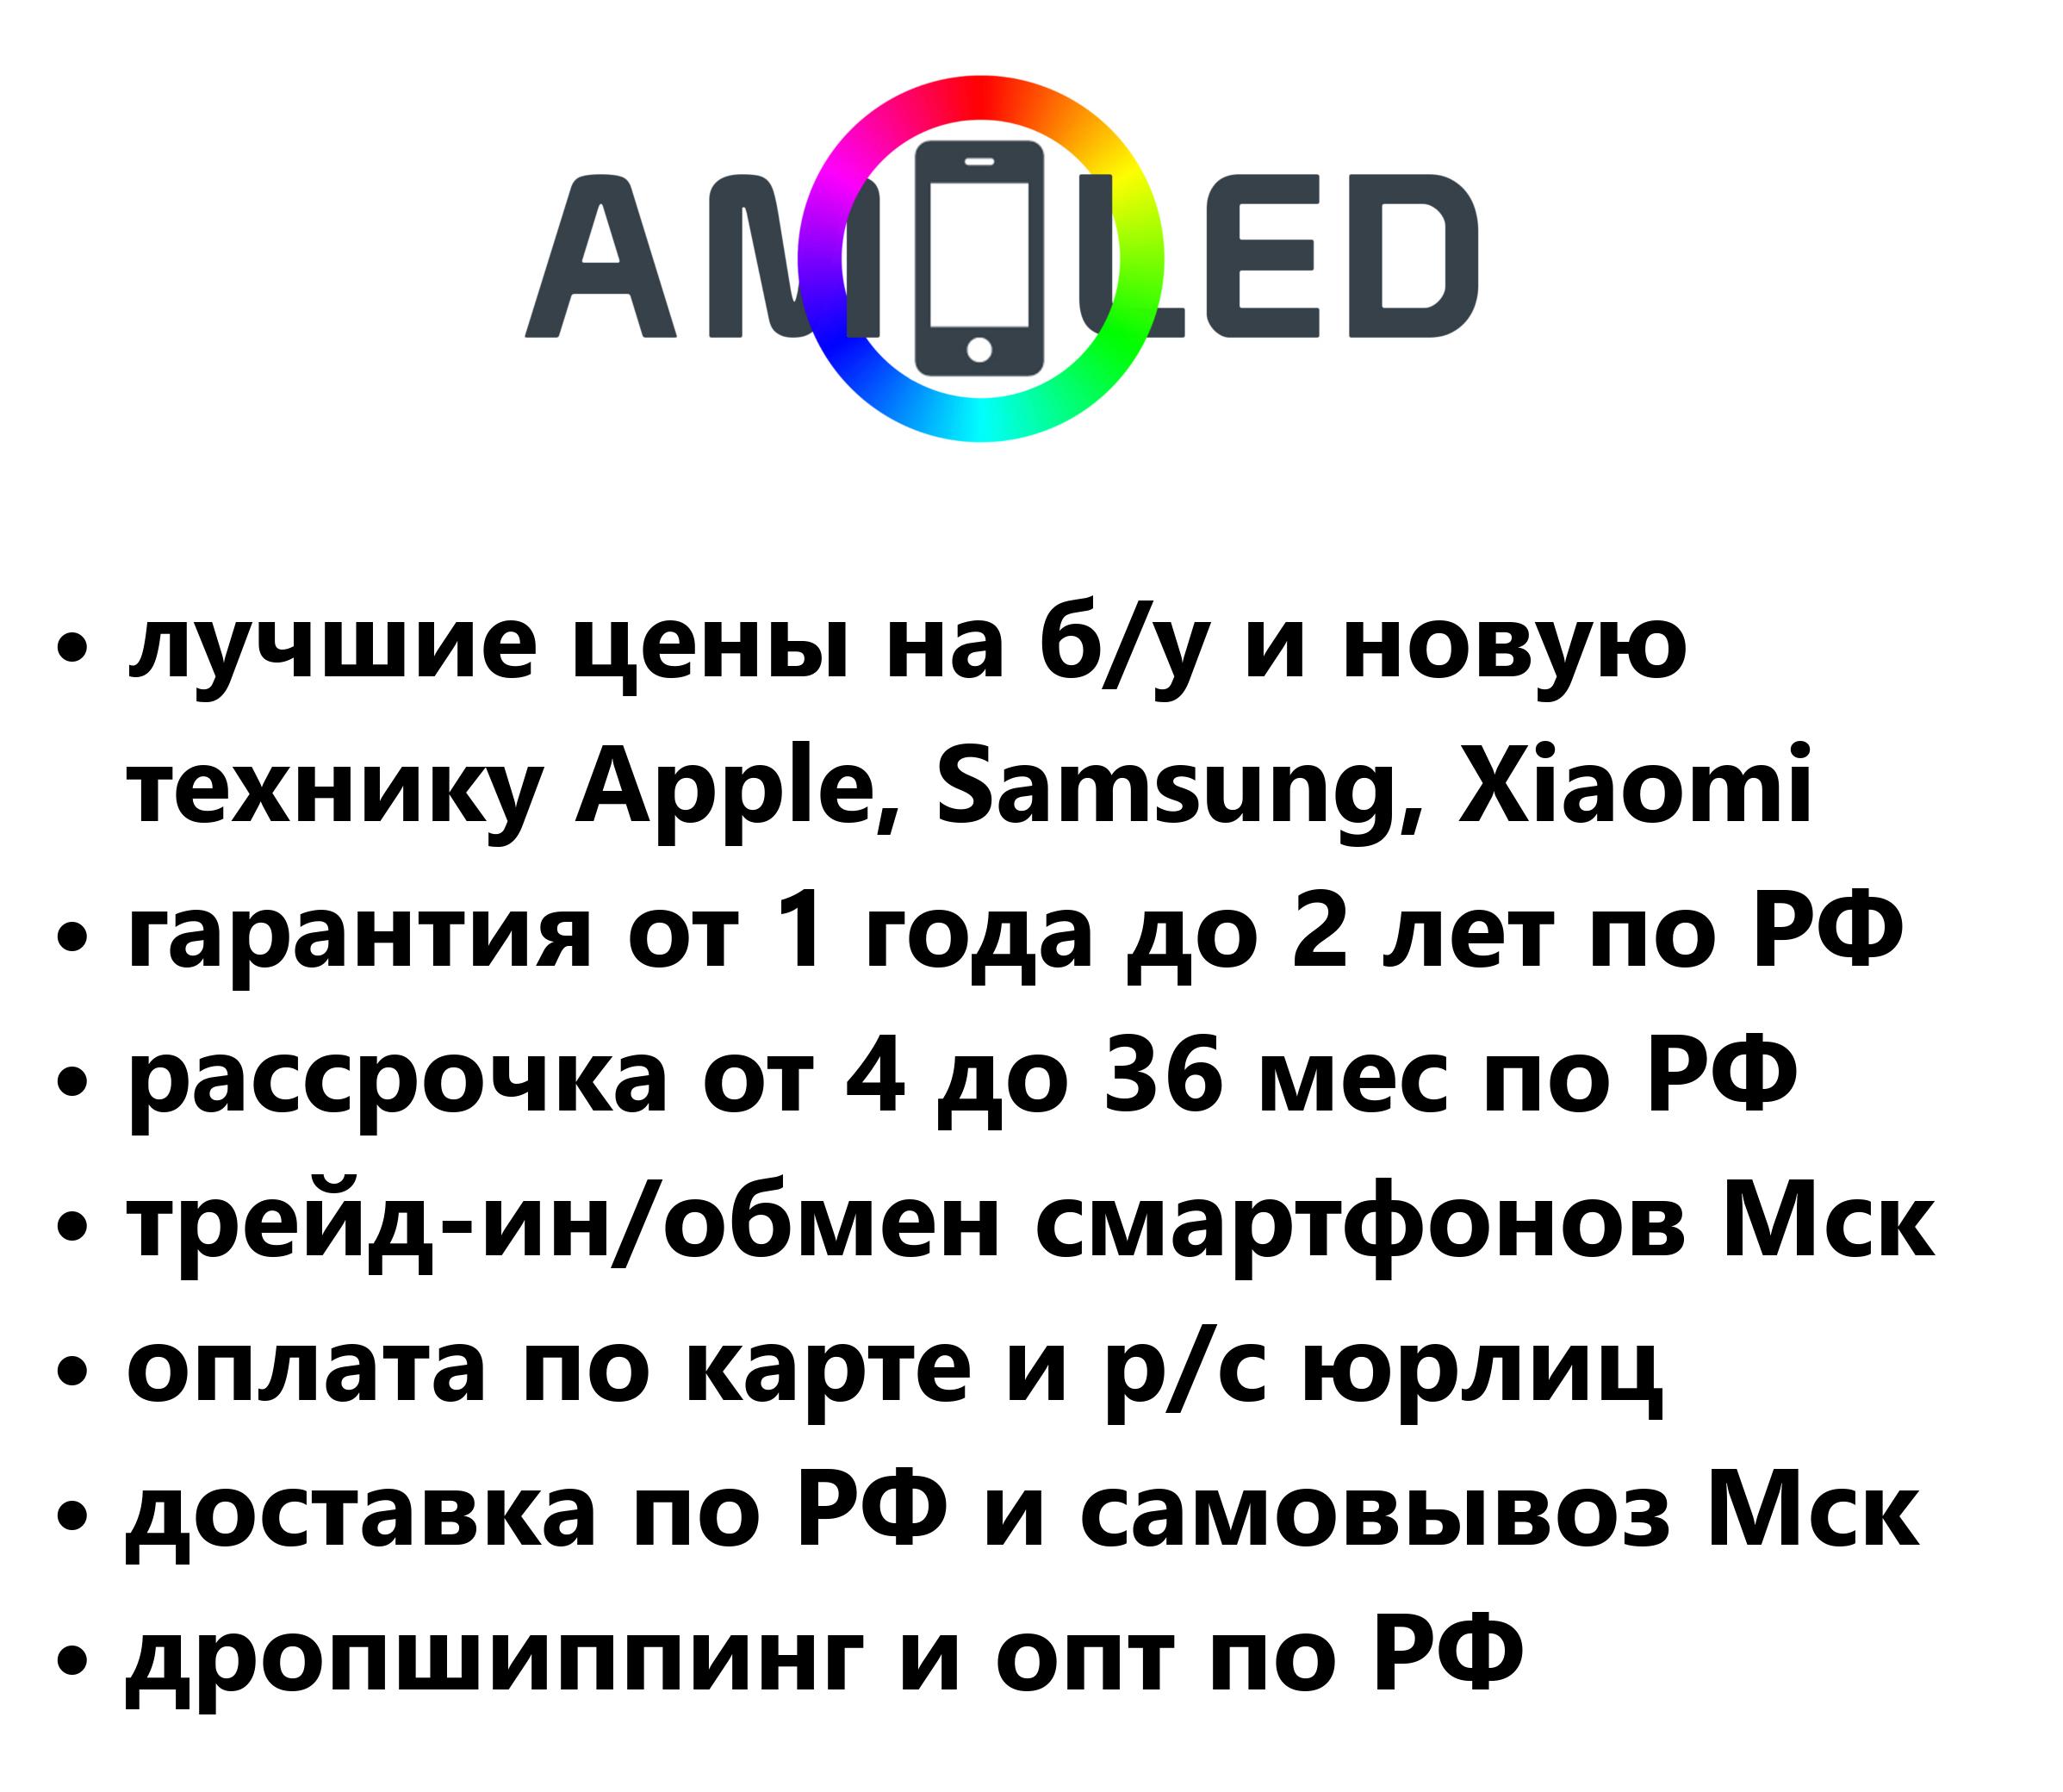 AMOLED
• лучшие цены на б/у и новую
технику Apple, Samsung, Xiaomi
• гарантия от 1 года до 2 лет по РФ
• рассрочка от 4 до 36 мес по РФ
• трейд-ин/обмен смартфонов Мск
• оплата по карте и р/с юрлиц
• доставка по РФ и самовывоз Мск
• дропшиппинг и опт по РФ